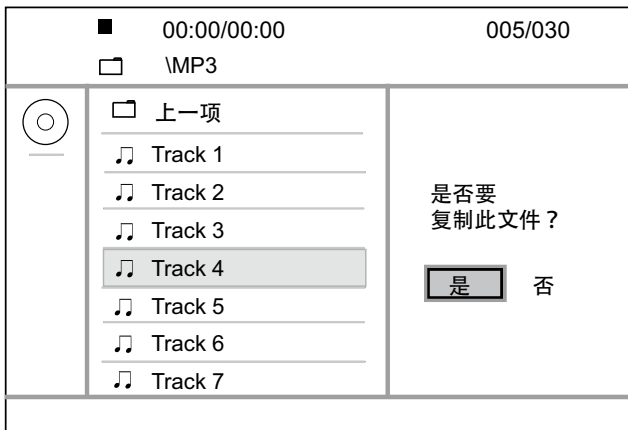 00:00/00:00 005/030
\MP3
上一项
Track 1
Track 2
Track 3
Track 4
Track 5
Track 6
Track 7
是否要
复制此文件？
是 否